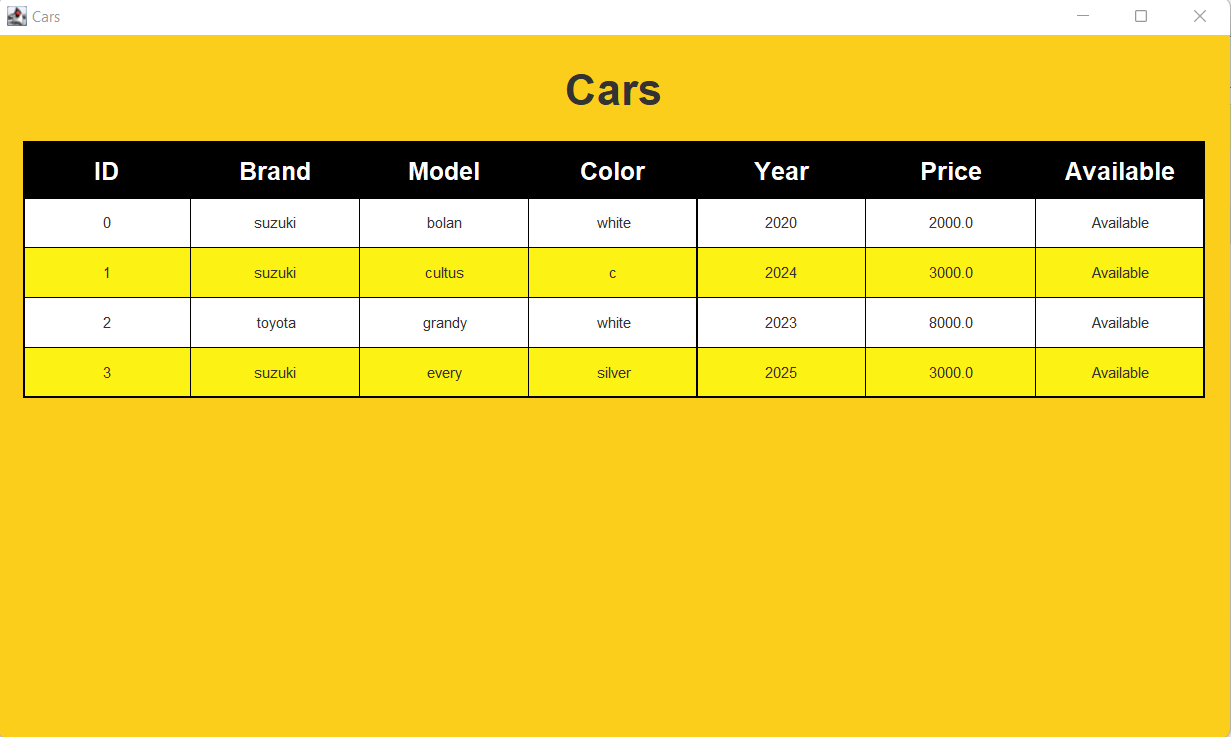 Cars
Cars
ID Brand Model Color Year Price Available
0 suzuki bolan white 2020 2000.0 Available
1 suzuki cultus c 2024 3000.0 Available
2 toyota grandy white 2023 8000.0 Available
3 suzuki every silver 2025 3000.0 Available